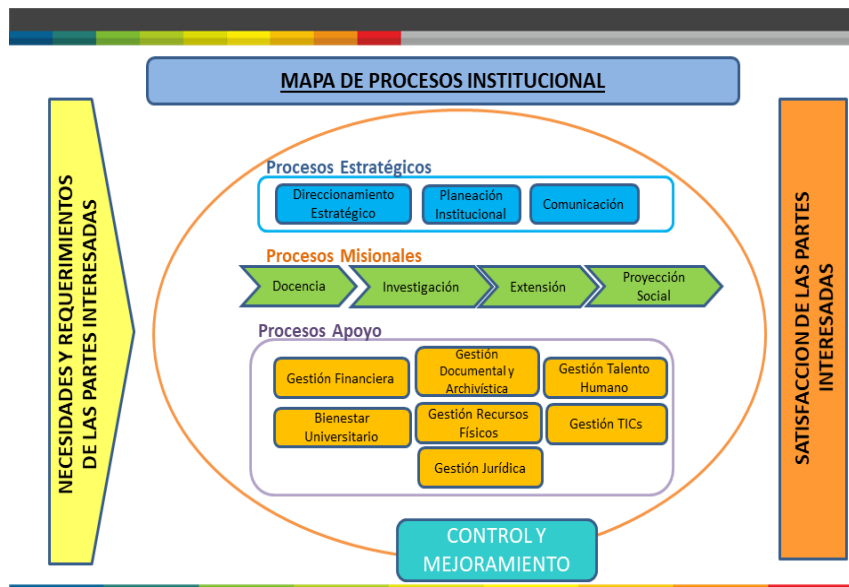 MAPA DE PROCESOS INSTITUCIONAL
NECESIDADES Y REQUERIMIENTOS
DE LAS PARTES INTERESADAS
Procesos Estratégicos
Direccionamiento
Estratégico
Planeación
Institucional
Comunicación
Procesos Misionales
Docencia
Investigación
Extensión
Proyección
Social
Procesos Apoyo
Gestión Financiera
Gestión
Documental y
Archivística
Gestión Talento
Humano
Bienestar
Universitario
Gestión Recursos
Físicos
Gestión TICs
Gestión Jurídica
CONTROL Y
MEJORAMIENTO
SATISFACCION DE LAS PARTES
INTERESADAS